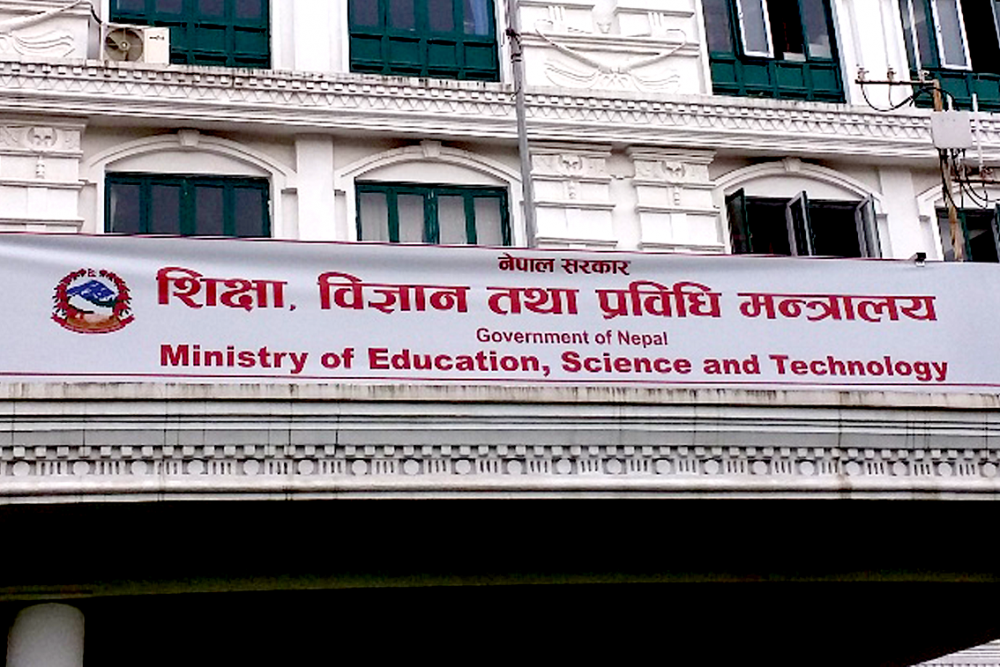 नेपाल सरकार
शिक्षा, विज्ञान तथा प्रविधि मन्त्रालय
Government of Nepal
Ministry of Education, Science and Technology